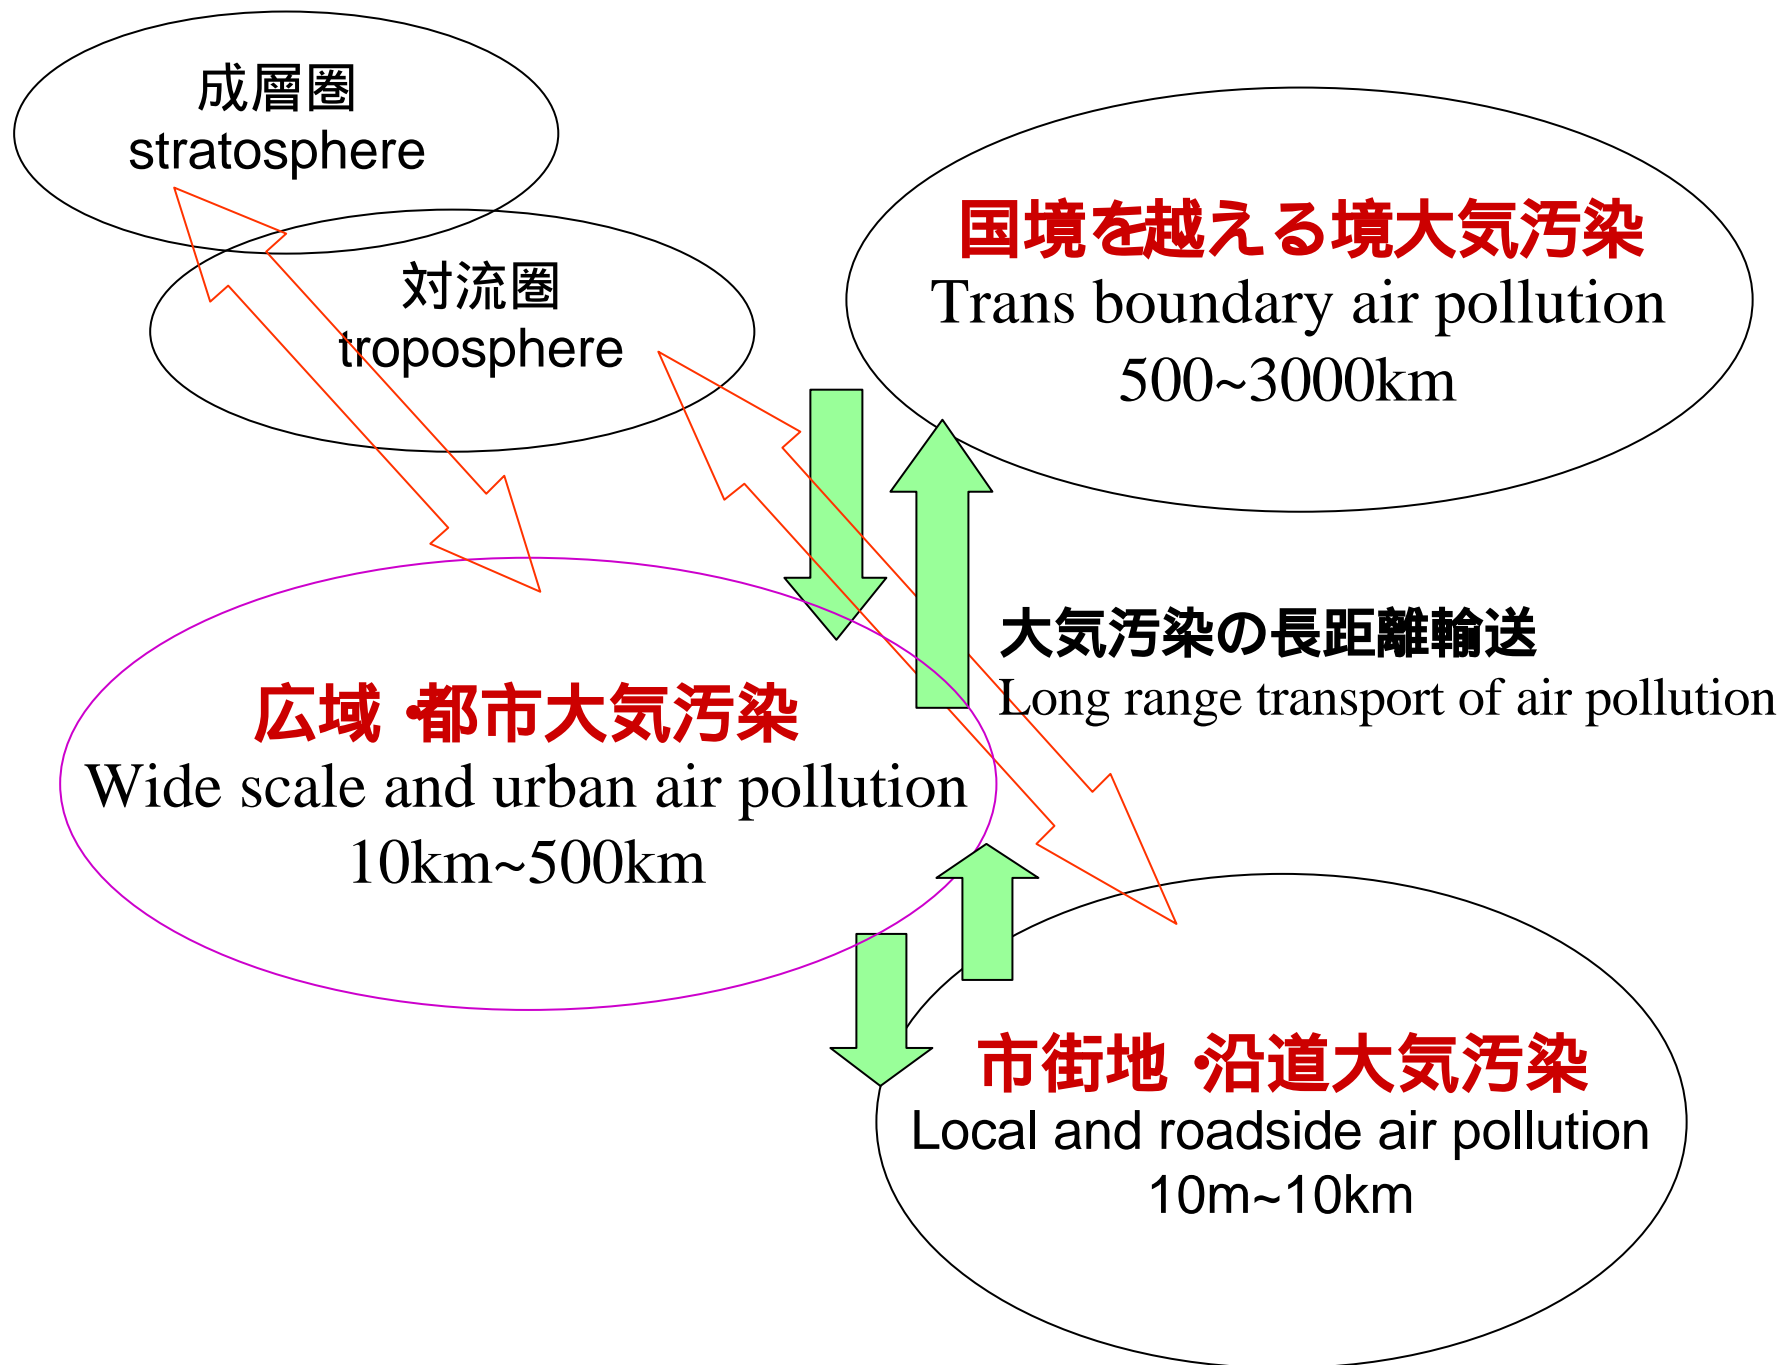 成層圏
stratosphere
対流圏
troposphere
国境を越える境大気汚染
Trans boundary air pollution
500~3000km
大気汚染の長距離輸送
Long range transport of air pollution
広域・都市大気汚染
Wide scale and urban air pollution
10km~500km
市街地・沿道大気汚染
Local and roadside air pollution
10m~10km